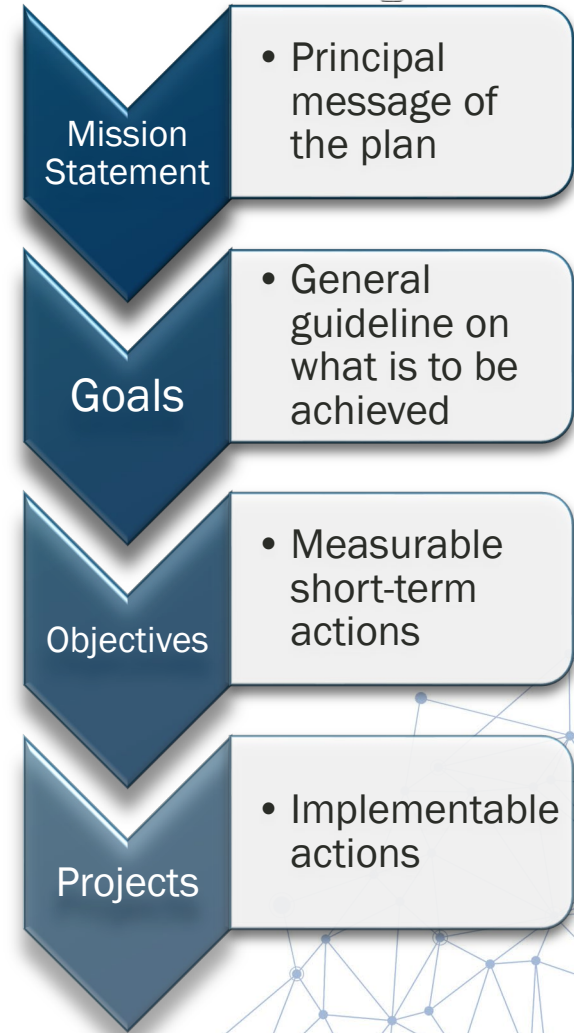 Mission
Statement
• Principal
message of
the plan
Goals
• General
guideline on
what is to be
achieved
Objectives
• Measurable
short-term
actions
Projects
• Implementable
actions